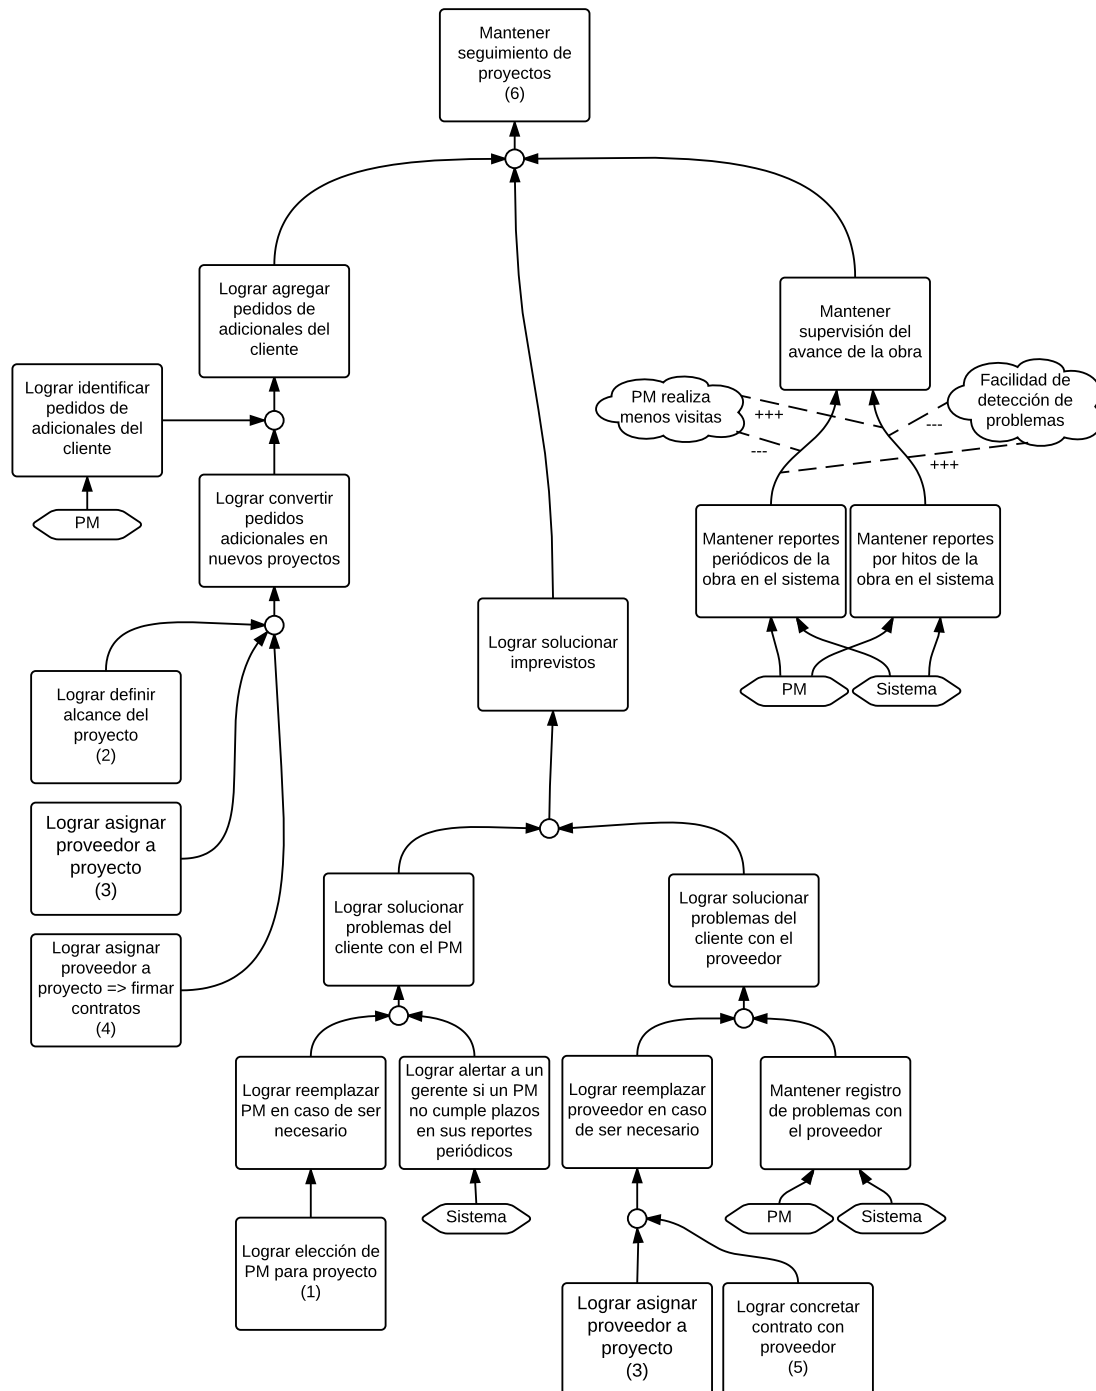 Mantener
seguimiento de
proyectos
(6)
Lograr agregar
pedidos de
adicionales del
cliente
Mantener
supervisión del
avance de la obra
Lograr identificar
pedidos de
adicionales del
cliente
PM realiza
menos visitas
+++
---
Facilidad de
detección de
problemas
---
+++
PM
Lograr convertir
pedidos
adicionales en
nuevos proyectos
Mantener reportes
periódicos de la
obra en el sistema
Mantener reportes
por hitos de la
obra en el sistema
Lograr solucionar
imprevistos
PM
Sistema
Lograr definir
alcance del
proyecto
(2)
Lograr asignar
proveedor a
proyecto
(3)
Lograr asignar
proveedor a
proyecto => firmar
contratos
(4)
Lograr solucionar
problemas del
cliente con el PM
Lograr solucionar
problemas del
cliente con el
proveedor
Lograr reemplazar
PM en caso de ser
necesario
Lograr alertar a un
gerente si un PM
no cumple plazos
en sus reportes
periódicos
Lograr reemplazar
proveedor en caso
de ser necesario
Mantener registro
de problemas con
el proveedor
Sistema
PM
Sistema
Lograr elección de
PM para proyecto
(1)
Lograr asignar
proveedor a
proyecto
(3)
Lograr concretar
contrato con
proveedor
(5)